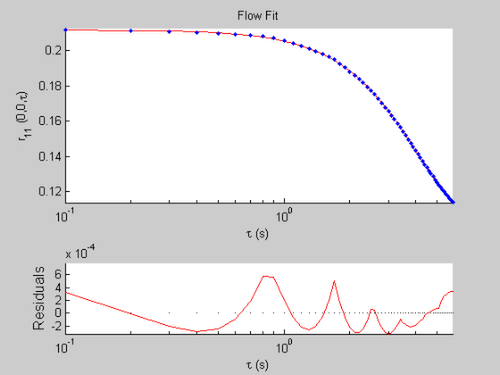 Flow Fit
0.2
0.18
0.16
0.14
0.12
r11 (0,0,τ)
10^-1
10^0
τ (s)
x 10^-4
6
4
2
0
-2
Residuals
10^-1
10^0
τ (s)